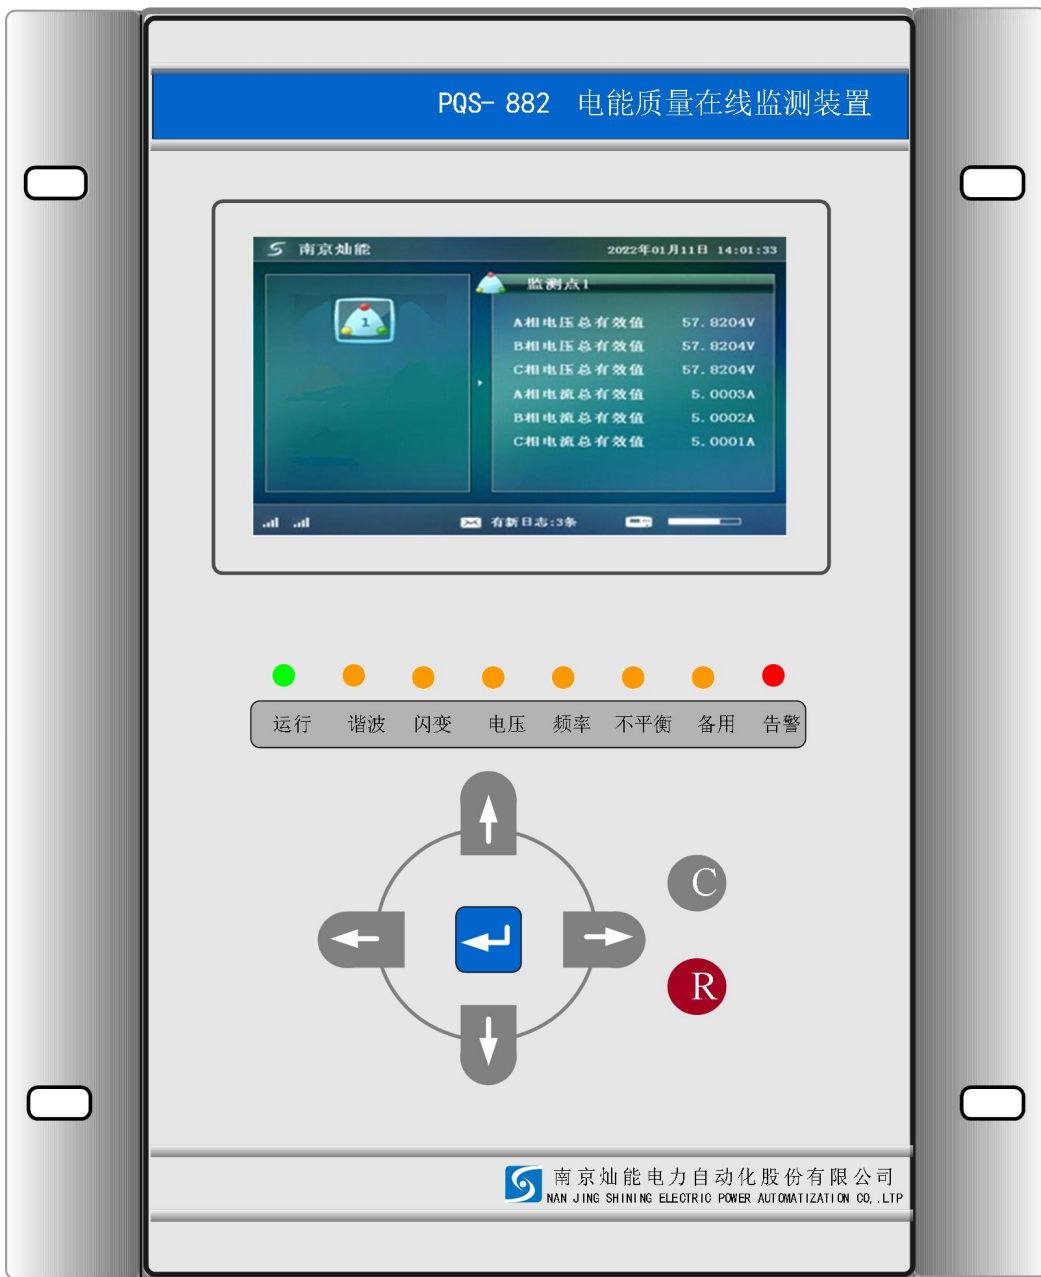 PQS-882 电能质量在线监测装置
南京灿能 2022年01月11日 14:01:33
监测点1
1
A相电压总有效值 57.8204V
B相电压总有效值 57.8204V
C相电压总有效值 57.8204V
A相电流总有效值 5.0003A
B相电流总有效值 5.0002A
C相电流总有效值 5.0001A
有新日志:3条
运行 谐波 闪变 电压 频率 不平衡 备用 告警
C
R
南京灿能电力自动化股份有限公司
NAN JING SHINING ELECTRIC POWER AUTOMATIZATION CO,.LTP